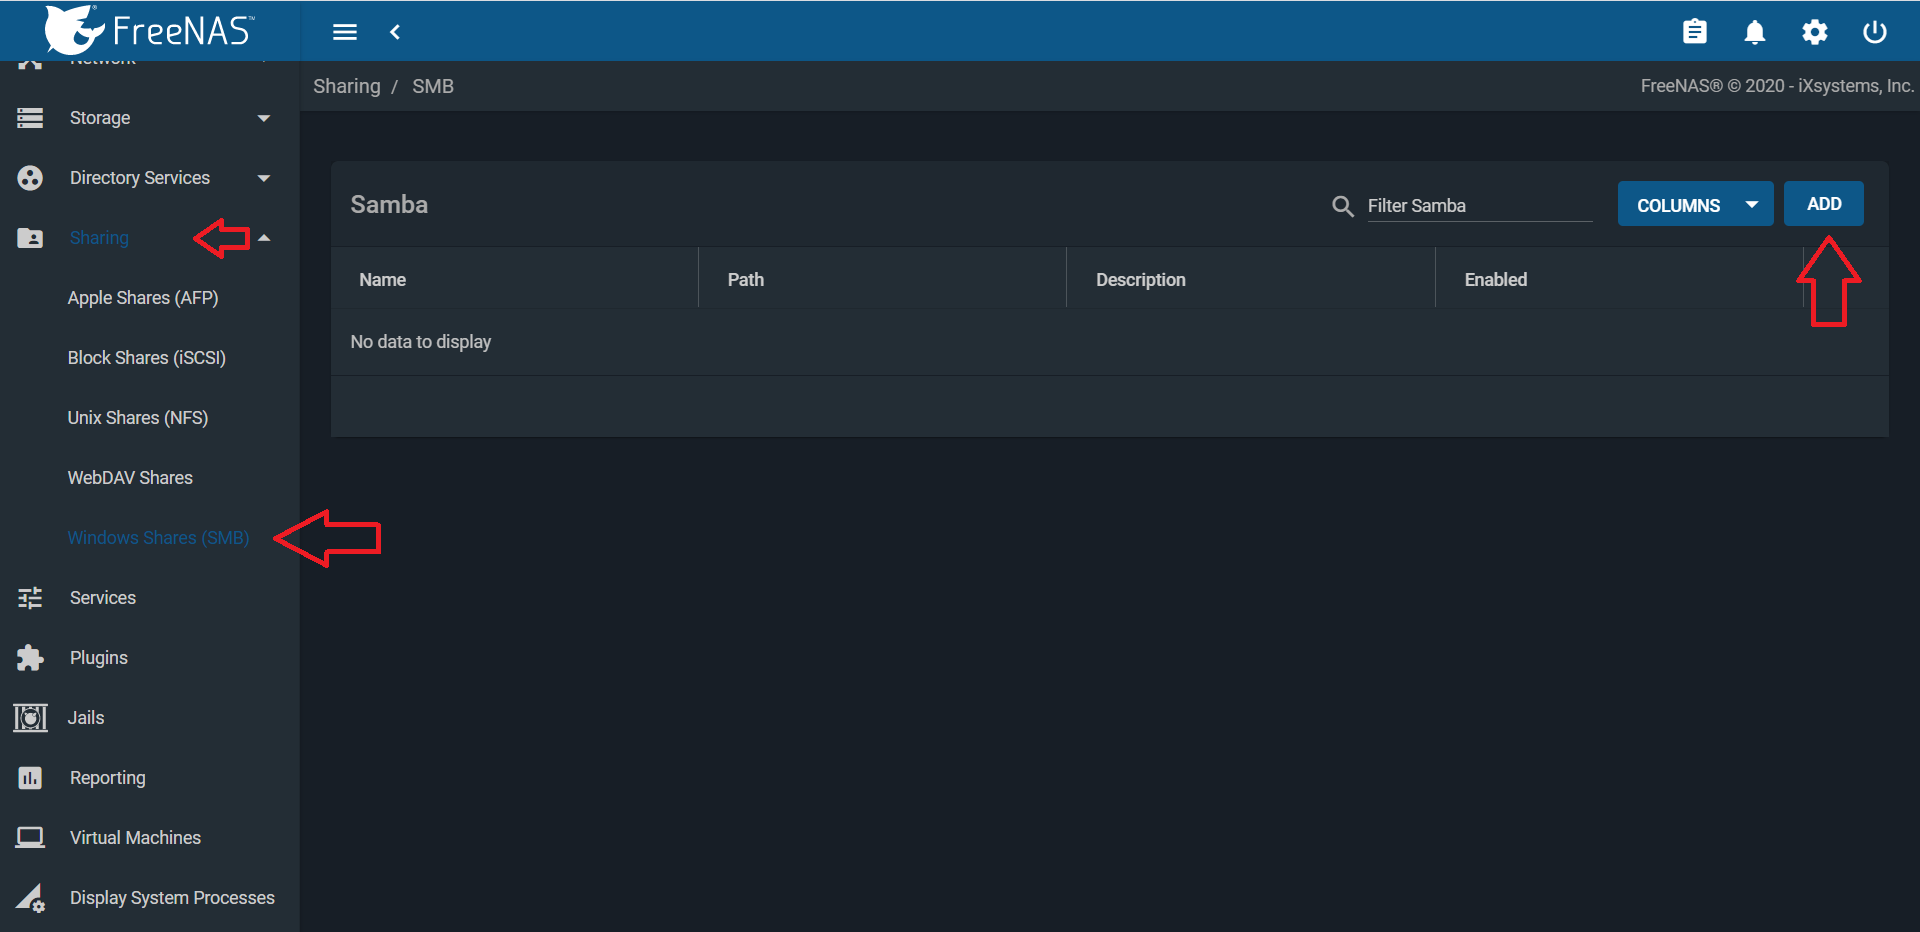 FreeNAS™
Network
Sharing / SMB
FreeNAS® © 2020 - iXsystems, Inc.
Storage
Directory Services
Sharing
Apple Shares (AFP)
Block Shares (iSCSI)
Unix Shares (NFS)
WebDAV Shares
Windows Shares (SMB)
Services
Plugins
Jails
Reporting
Virtual Machines
Display System Processes
Samba
Filter Samba
COLUMNS
ADD
Name Path Description Enabled
No data to display